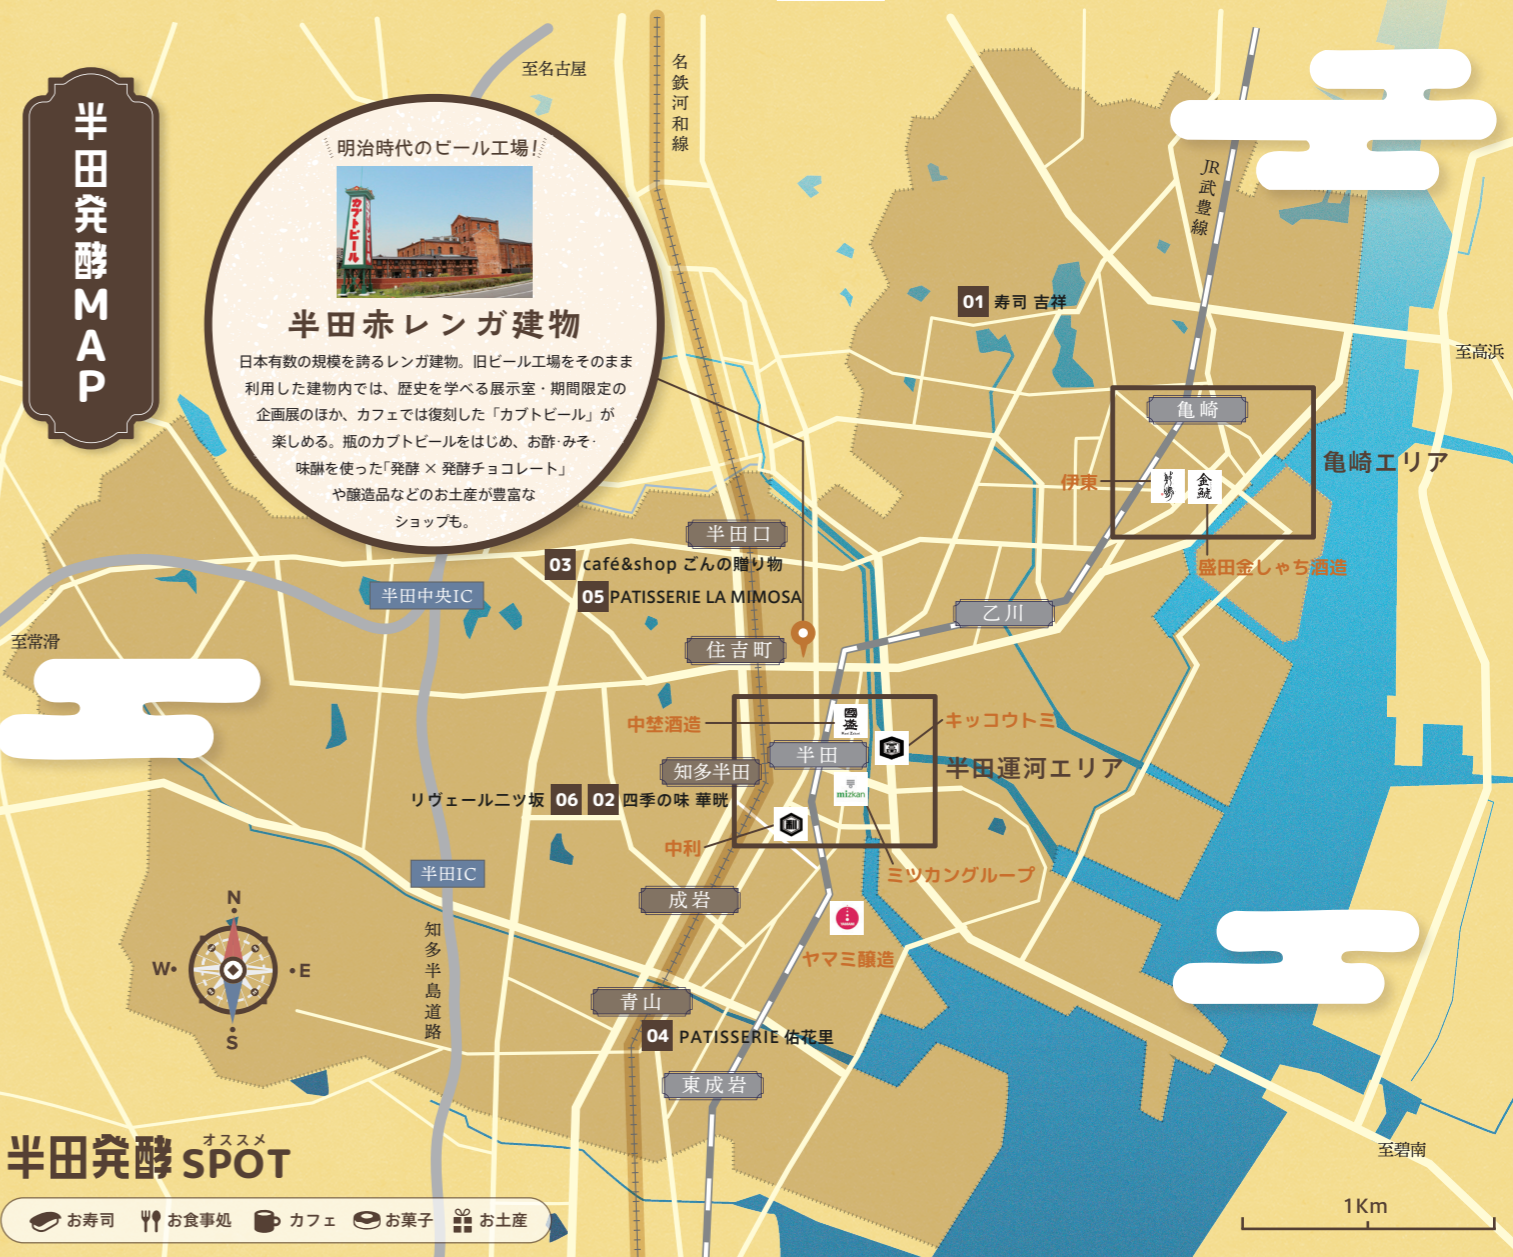 半田発酵MAP
明治時代のビール工場!
カブトビール
半田赤レンガ建物
日本有数の規模を誇るレンガ建物。旧ビール工場をそのまま
利用した建物内では、歴史を学べる展示室・期間限定の
企画展のほか、カフェでは復刻した「カブトビール」が
楽しめる。瓶のカブトビールをはじめ、お酢·みそ·
味醂を使った「発酵 × 発酵チョコレート」
や醸造品などのお土産が豊富な
ショップも。
至名古屋
名鉄河和線
JR武豊線
01 寿司 吉祥
至高浜
亀崎
亀崎エリア
伊東
金鯱
盛田金しゃち酒造
半田口
03 café&shop ごんの贈り物
05 PATISSERIE LA MIMOSA
半田中央IC
乙川
至常滑
住吉町
中埜酒造
國盛
キッコウトミ
半田
半田運河エリア
知多半田
mizkan
リヴェール二ツ坂 06
02 四季の味 華晄
中利
ミツカングループ
半田IC
成岩
知多半島道路
ヤマミ醸造
N
W
E
S
青山
04 PATISSERIE 佑花里
東成岩
至碧南
半田発酵SPOT
オススメ
お寿司
お食事処
カフェ
お菓子
お土産
1Km